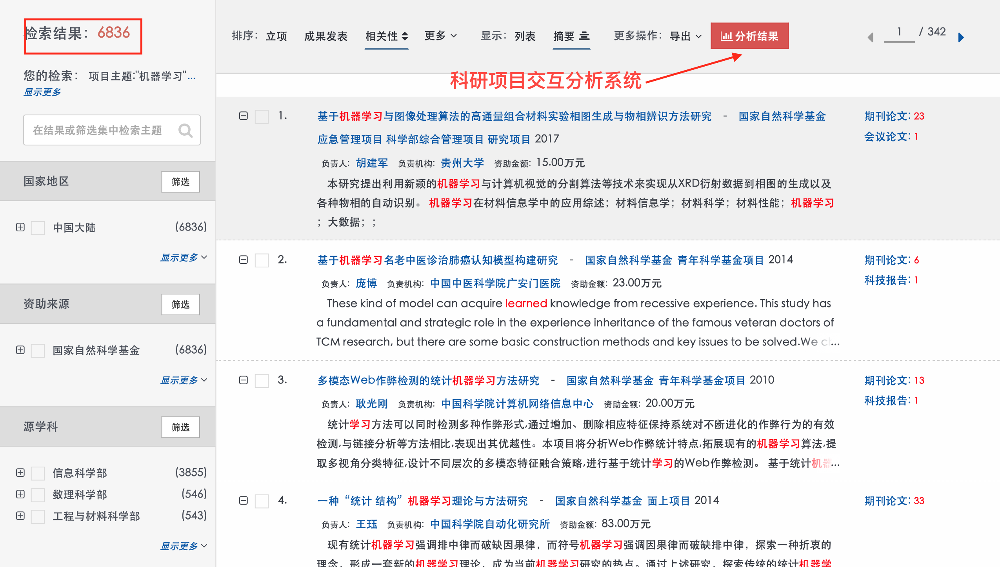 检索结果：6836
您的检索： 项目主题:"机器学习"...
显示更多
在结果或筛选集中检索主题
国家地区 筛选
中国大陆 (6836)
显示更多
资助来源 筛选
国家自然科学基金 (6836)
显示更多
源学科 筛选
信息科学部 (3855)
数理科学部 (546)
工程与材料科学部 (543)
显示更多
排序： 立项 成果发表 相关性 更多 显示： 列表 摘要 更多操作： 导出 分析结果 1 / 342
科研项目交互分析系统
1. 基于机器学习与图像处理算法的高通量组合材料实验相图生成与物相辨识方法研究 - 国家自然科学基金 期刊论文：23
应急管理项目 科学部综合管理项目 研究项目 2017 会议论文：1
负责人： 胡建军 负责机构： 贵州大学 资助金额： 15.00万元
本研究提出利用新颖的机器学习与计算机视觉的分割算法等技术来实现从XRD衍射数据到相图的生成以及
各种物相的自动识别。 机器学习在材料信息学中的应用综述；材料信息学；材料科学；材料性能；机器学习
；大数据；；
2. 基于机器学习名老中医诊治肺癌认知模型构建研究 - 国家自然科学基金 青年科学基金项目 2014 期刊论文：6
负责人： 庞博 负责机构： 中国中医科学院广安门医院 资助金额： 23.00万元 科技报告：1
These kind of model can acquire learned knowledge from recessive experience. This study has
a fundamental and strategic role in the experience inheritance of the famous veteran doctors of
TCM research, but there are some basic construction methods and key issues to be solved.We ch...
3. 多模态Web作弊检测的统计机器学习方法研究 - 国家自然科学基金 青年科学基金项目 2010 期刊论文：13
负责人： 耿光刚 负责机构： 中国科学院计算机网络信息中心 资助金额： 20.00万元 科技报告：1
统计学习方法可以同时检测多种作弊形式,通过增加、删除相应特征保持系统对不断进化的作弊行为的有效
检测,与链接分析等方法相比,表现出其优越性。本项目将分析Web作弊统计特点,拓展现有的机器学习算法,提
取多视角分类特征,设计不同层次的多模态特征融合策略,进行基于统计学习的Web作弊检测。 基于统计机器...
4. 一种“统计 结构”机器学习理论与方法研究 - 国家自然科学基金 面上项目 2014 期刊论文：33
负责人： 王珏 负责机构： 中国科学院自动化研究所 资助金额： 83.00万元
现有统计机器学习强调排中律而破缺因果律，而符号机器学习强调因果律而破缺排中律，探索一种折衷的
理念，形成一套新的机器学习理论，成为当前机器学习研究的热点。通过上述研究，探索传统的统计机器学